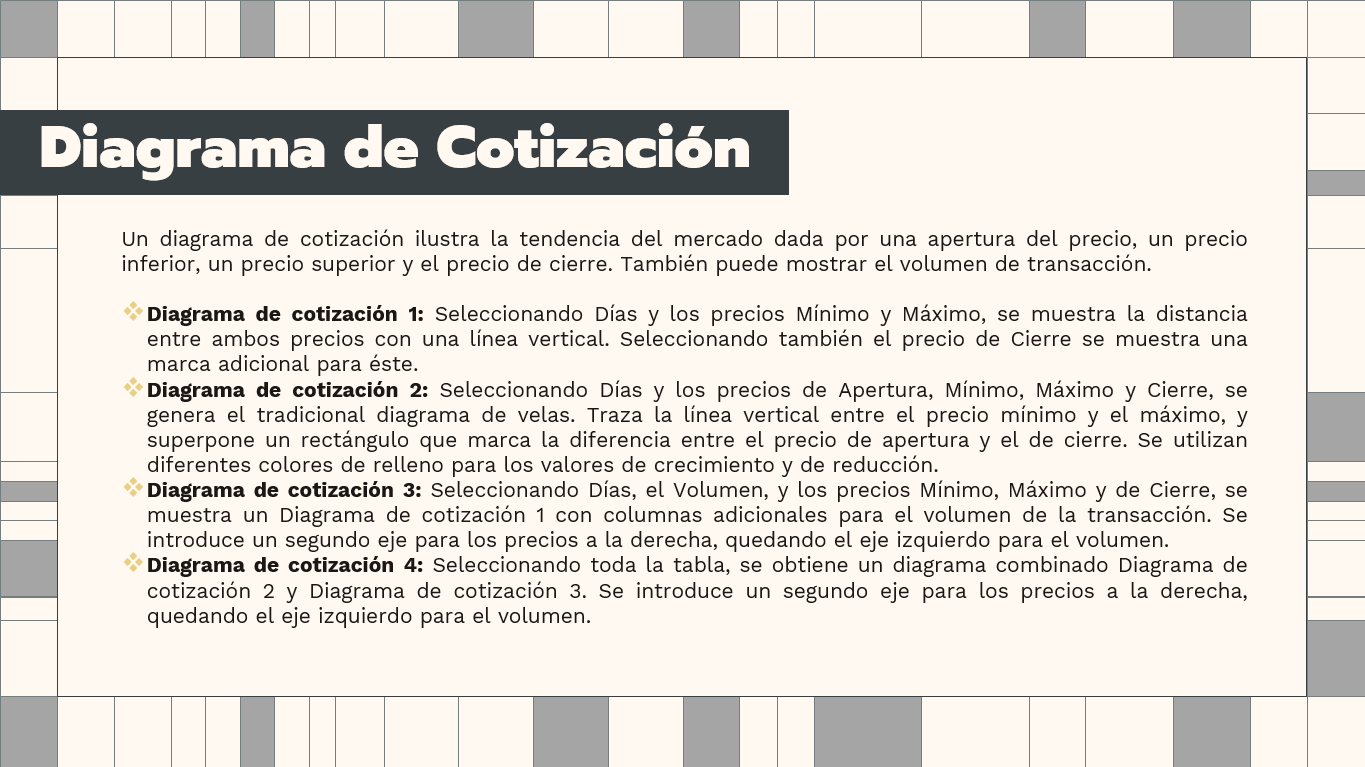 Diagrama de Cotización
Un diagrama de cotización ilustra la tendencia del mercado dada por una apertura del precio, un precio
inferior, un precio superior y el precio de cierre. También puede mostrar el volumen de transacción.
❖Diagrama de cotización 1: Seleccionando Días y los precios Mínimo y Máximo, se muestra la distancia
entre ambos precios con una línea vertical. Seleccionando también el precio de Cierre se muestra una
marca adicional para éste.
❖Diagrama de cotización 2: Seleccionando Días y los precios de Apertura, Mínimo, Máximo y Cierre, se
genera el tradicional diagrama de velas. Traza la línea vertical entre el precio mínimo y el máximo, y
superpone un rectángulo que marca la diferencia entre el precio de apertura y el de cierre. Se utilizan
diferentes colores de relleno para los valores de crecimiento y de reducción.
❖Diagrama de cotización 3: Seleccionando Días, el Volumen, y los precios Mínimo, Máximo y de Cierre, se
muestra un Diagrama de cotización 1 con columnas adicionales para el volumen de la transacción. Se
introduce un segundo eje para los precios a la derecha, quedando el eje izquierdo para el volumen.
❖Diagrama de cotización 4: Seleccionando toda la tabla, se obtiene un diagrama combinado Diagrama de
cotización 2 y Diagrama de cotización 3. Se introduce un segundo eje para los precios a la derecha,
quedando el eje izquierdo para el volumen.